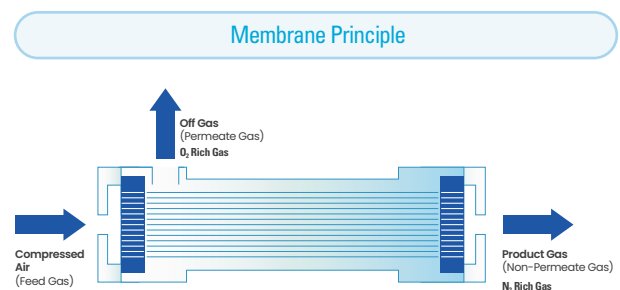 Membrane Principle
Off Gas
(Permeate Gas)
O₂ Rich Gas
Compressed
Air
(Feed Gas)
Product Gas
(Non-Permeate Gas)
N₂ Rich Gas